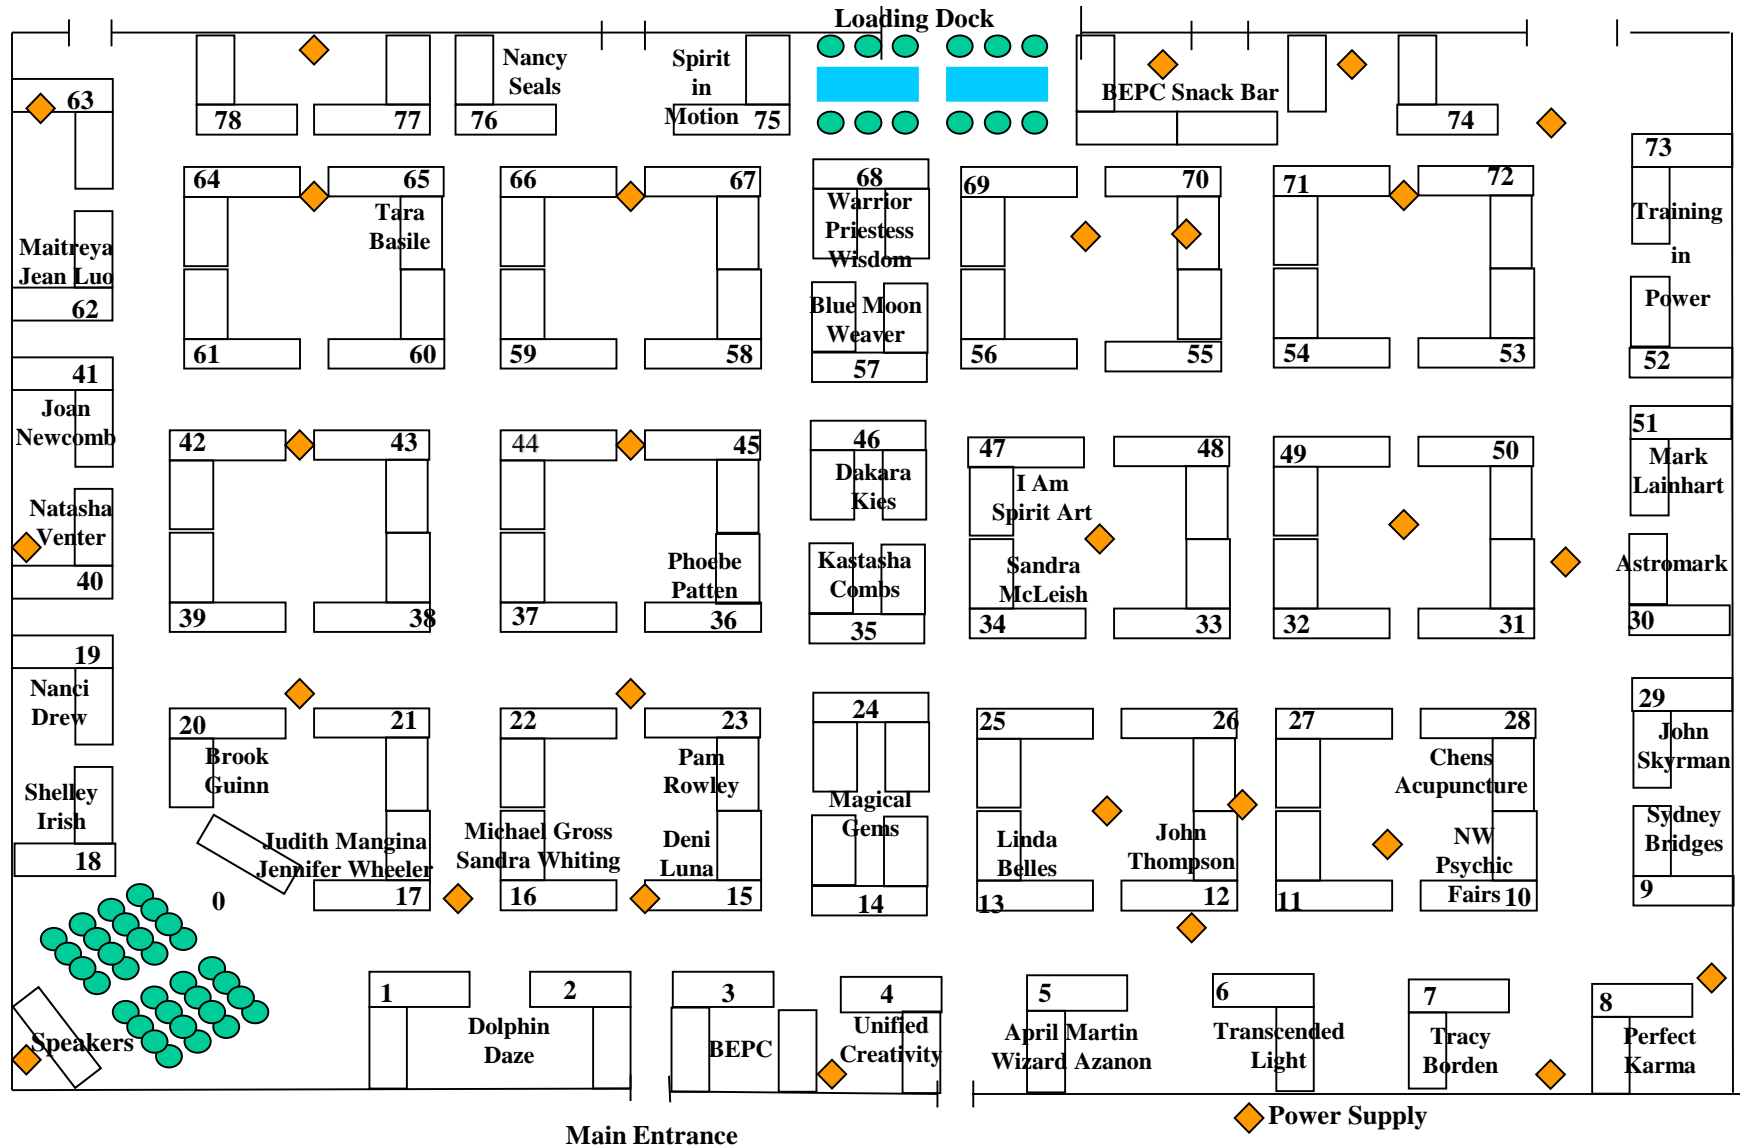 Loading Dock
63
78
77
76
Nancy
Seals
Spirit
in
Motion
75
BEPC Snack Bar
74
73
64
65
Tara
Basile
66
67
68
Warrior
Priestess
Wisdom
69
70
71
72
Training
in
Power
Maitreya
Jean Luo
62
Blue Moon
Weaver
61
60
59
58
57
56
55
54
53
52
41
Joan
Newcomb
42
43
44
45
46
Dakara
Kies
47
I Am
Spirit Art
48
49
50
51
Mark
Lainhart
Natasha
Venter
40
Phoebe
Patten
Kastasha
Combs
Sandra
McLeish
Astromark
39
38
37
36
35
34
33
32
31
30
19
Nanci
Drew
20
Brook
Guinn
21
22
23
Pam
Rowley
24
25
26
27
28
Chens
Acupuncture
29
John
Skyrman
Shelley
Irish
18
Judith Mangina
Jennifer Wheeler
Michael Gross
Sandra Whiting
Deni
Luna
Magical
Gems
Linda
Belles
John
Thompson
NW
Psychic
Fairs
Sydney
Bridges
0
17
16
15
14
13
12
11
10
9
Speakers
1
2
Dolphin
Daze
3
BEPC
4
Unified
Creativity
5
April Martin
Wizard Azanon
6
Transcended
Light
7
Tracy
Borden
8
Perfect
Karma
Main Entrance
Power Supply